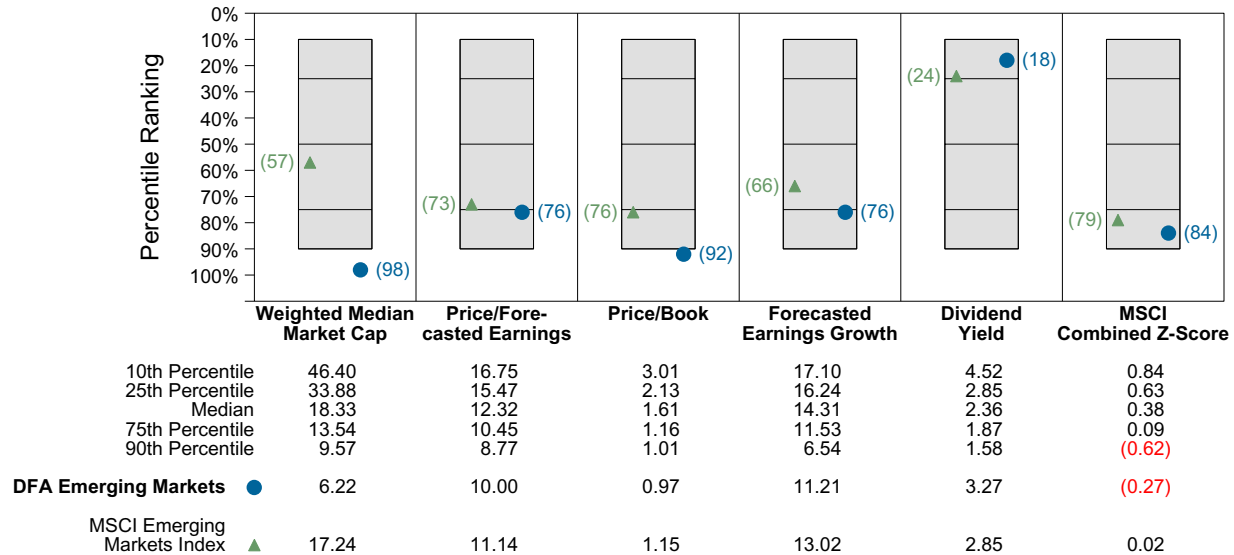 Percentile Ranking
0%
10%
20%
30%
40%
50%
60%
70%
80%
90%
100%
(57)
(98)
(73)
(76)
(76)
(92)
(66)
(76)
(24)
(18)
(79)
(84)
Weighted Median
Market Cap
Price/Fore-
casted Earnings
Price/Book
Forecasted
Earnings Growth
Dividend
Yield
MSCI
Combined Z-Score
10th Percentile 46.40 16.75 3.01 17.10 4.52 0.84
25th Percentile 33.88 15.47 2.13 16.24 2.85 0.63
Median 18.33 12.32 1.61 14.31 2.36 0.38
75th Percentile 13.54 10.45 1.16 11.53 1.87 0.09
90th Percentile 9.57 8.77 1.01 6.54 1.58 (0.62)
DFA Emerging Markets 6.22 10.00 0.97 11.21 3.27 (0.27)
MSCI Emerging
Markets Index 17.24 11.14 1.15 13.02 2.85 0.02